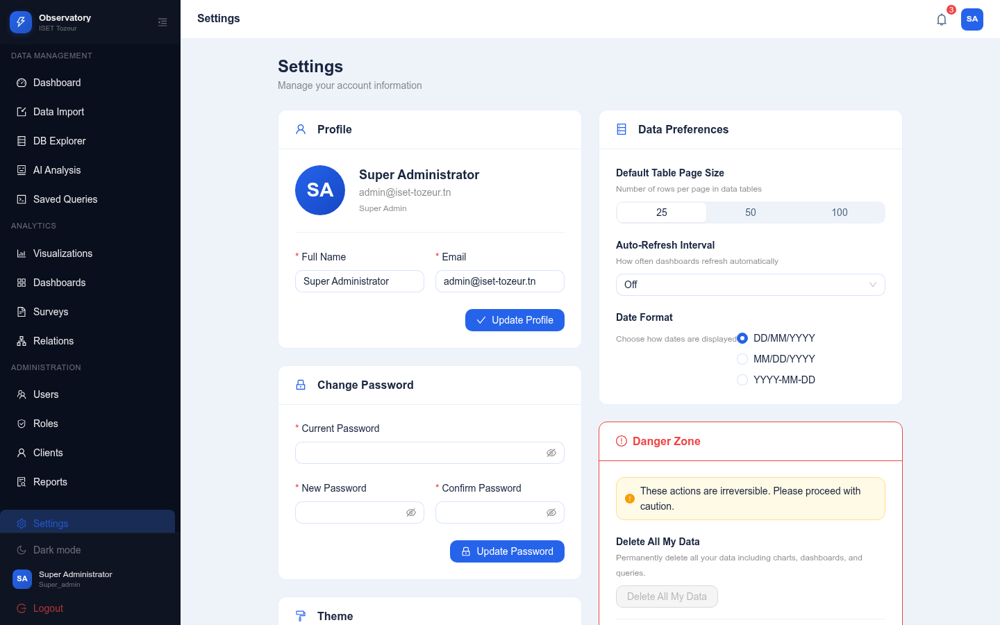 Observatory
ISET Tozeur
DATA MANAGEMENT
Dashboard
Data Import
DB Explorer
AI Analysis
Saved Queries
ANALYTICS
Visualizations
Dashboards
Surveys
Relations
ADMINISTRATION
Users
Roles
Clients
Reports
Settings
Dark mode
SA
Super Administrator
Super_admin
Logout
Settings
3
SA
Settings
Manage your account information
Profile
SA
Super Administrator
admin@iset-tozeur.tn
Super Admin
* Full Name
* Email
Super Administrator
admin@iset-tozeur.tn
Update Profile
Change Password
* Current Password
* New Password
* Confirm Password
Update Password
Theme
Data Preferences
Default Table Page Size
Number of rows per page in data tables
25 50 100
Auto-Refresh Interval
How often dashboards refresh automatically
Off
Date Format
Choose how dates are displayed
DD/MM/YYYY
MM/DD/YYYY
YYYY-MM-DD
Danger Zone
These actions are irreversible. Please proceed with
caution.
Delete All My Data
Permanently delete all your data including charts, dashboards, and
queries.
Delete All My Data